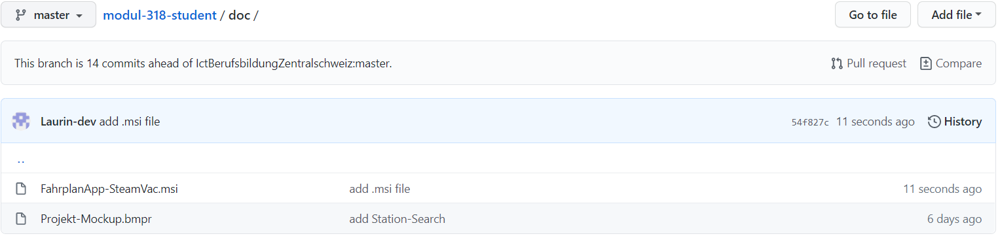 master modul-318-student / doc / Go to file Add file
This branch is 14 commits ahead of IctBerufsbildungZentralschweiz:master. Pull request Compare
Laurin-dev add .msi file 54f827c 11 seconds ago History
..
FahrplanApp-SteamVac.msi add .msi file 11 seconds ago
Projekt-Mockup.bmpr add Station-Search 6 days ago